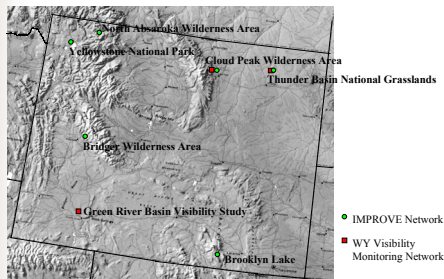 North Absaroka Wilderness Area
Yellowstone National Park
Cloud Peak Wilderness Area
Thunder Basin National Grasslands
Bridger Wilderness Area
Green River Basin Visibility Study
Brooklyn Lake
IMPROVE Network
WY Visibility
Monitoring Network